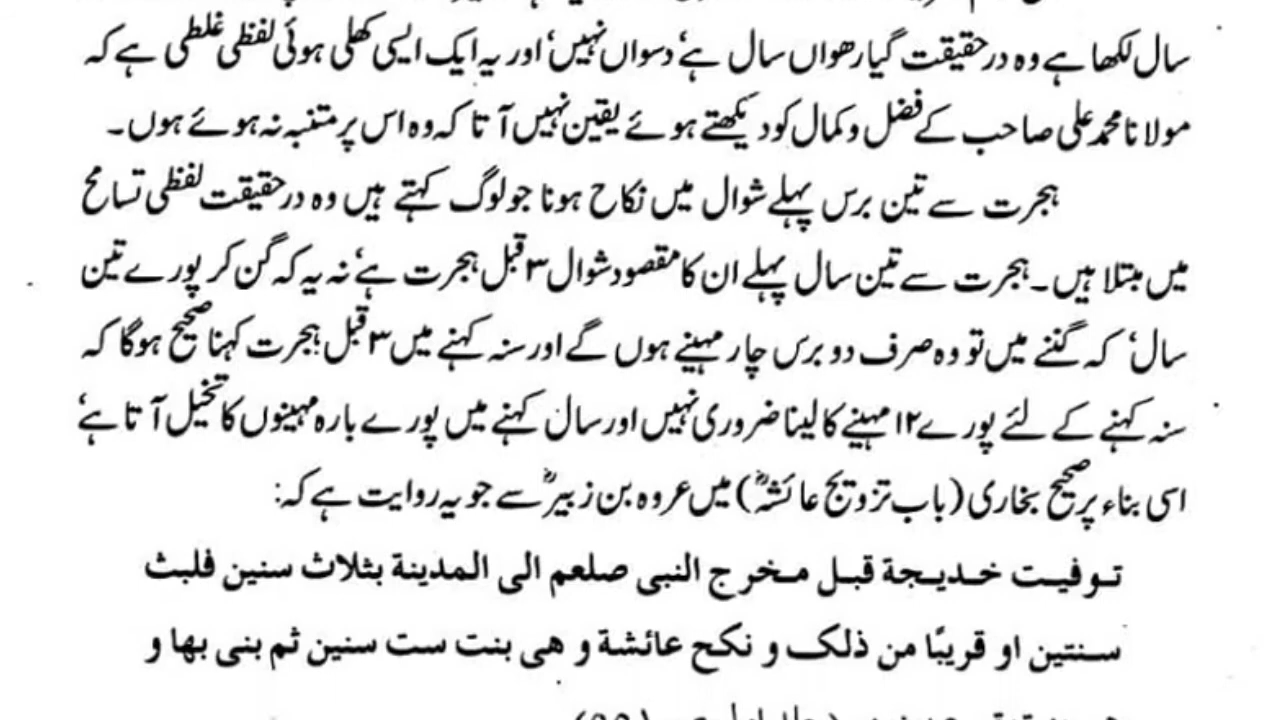 سال لکھا ہے وہ درحقیقت گیارھواں سال ہے‘ دسواں نہیں‘ اور یہ ایک ایسی کھلی ہوئی لفظی غلطی ہے کہ
مولانا محمد علی صاحب کے فضل و کمال کو دیکھتے ہوئے یقین نہیں آتا کہ وہ اس پر متنبہ نہ ہوئے ہوں۔
ہجرت سے تین برس پہلے شوال میں نکاح ہونا جو لوگ کہتے ہیں وہ درحقیقت لفظی تسامح
میں مبتلا ہیں۔ ہجرت سے تین سال پہلے ان کا مقصود شوال ۳ قبل ہجرت ہے‘ نہ یہ کہ گن کر پورے تین
سال‘ کہ گننے میں تو وہ صرف دو برس چار مہینے ہوں گے اور سنہ کہنے میں ۳ قبل ہجرت کہنا صحیح ہوگا کہ
سنہ کہنے کے لئے پورے ۱۲ مہینے کا لینا ضروری نہیں اور سال کہنے میں پورے بارہ مہینوں کا تخیل آتا ہے‘
اسی بناء پر صحیح بخاری (باب تزویج عائشہؓ) میں عروہ بن زبیرؓ سے جو یہ روایت ہے کہ:
توفیت خدیجة قبل مخرج النبی صلعم الی المدینة بثلاث سنین فلبث
سنتین او قریبًا من ذلک و نکح عائشة و ھی بنت ست سنین ثم بنی بھا و